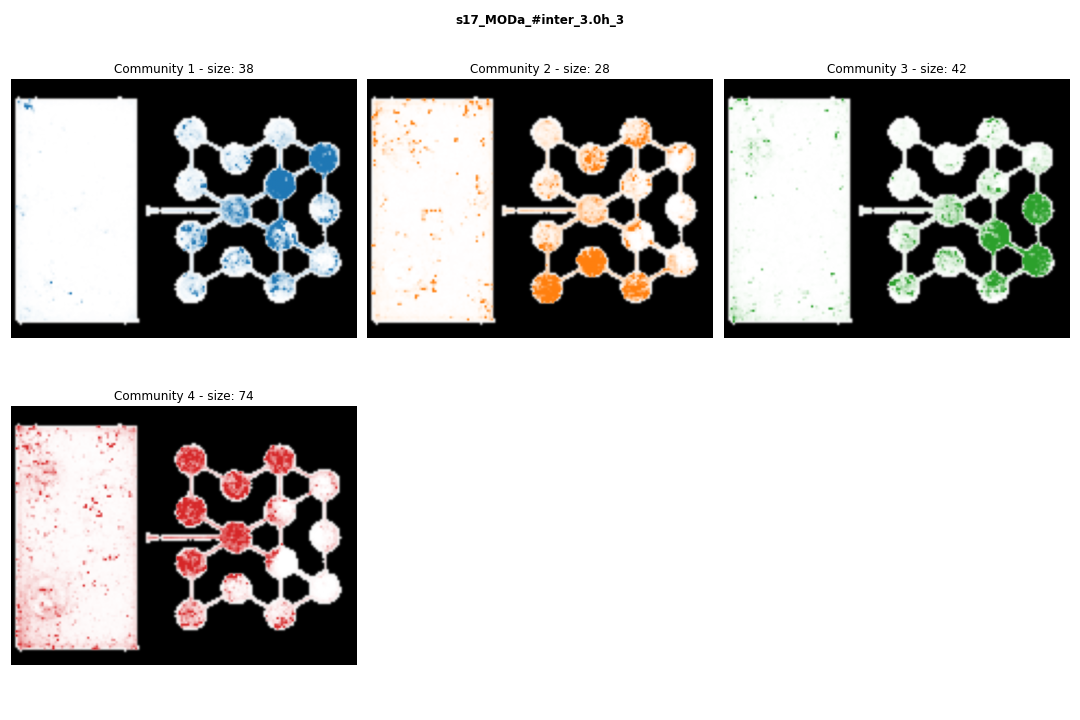 s17_MODa_#inter_3.0h_3
Community 1 - size: 38
Community 2 - size: 28
Community 3 - size: 42
Community 4 - size: 74